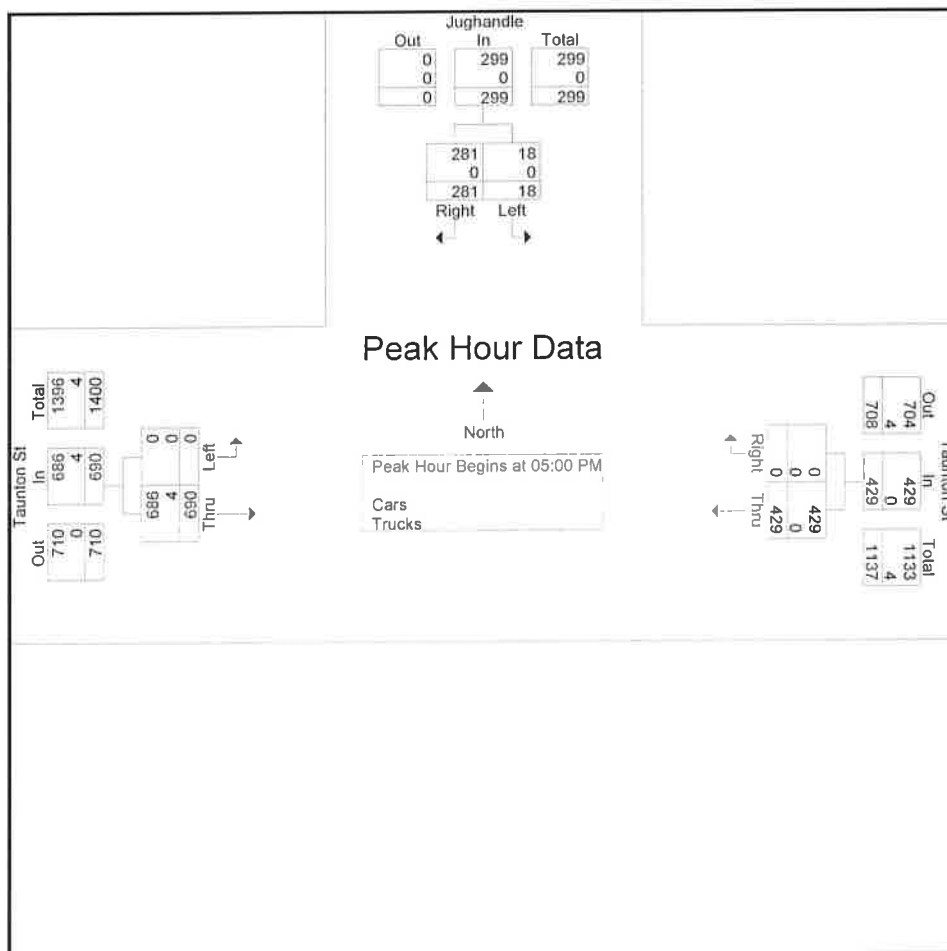 Jughandle
Out In Total
0 299 299
0 0 0
0 299 299
281 18
0 0
281 18
Right Left
Peak Hour Data
North
Peak Hour Begins at 05:00 PM
Cars
Trucks
Taunton St
Out In Total
710 686 1396
0 4 4
710 690 1400
Left Thru
0 686
0 4
0 690
Right Thru
0 429
0 0
0 429
Taunton St
Out In Total
704 429 1133
4 0 4
708 429 1137